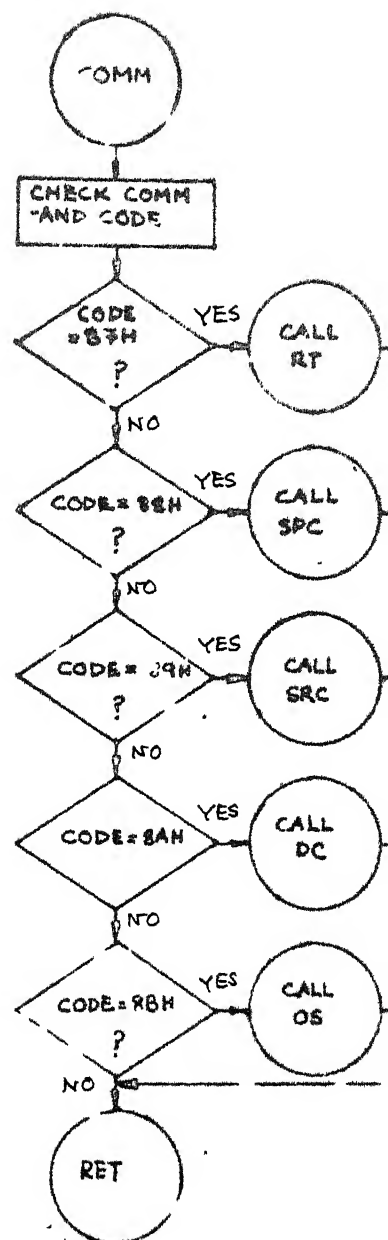 COMM
CHECK COMM
-AND CODE
CODE
=87H
?
YES
CALL
RT
NO
CODE=88H
?
YES
CALL
SPC
NO
CODE=89H
?
YES
CALL
SRC
NO
CODE=8AH
YES
CALL
DC
NO
CODE=8BH
?
YES
CALL
OS
NO
RET